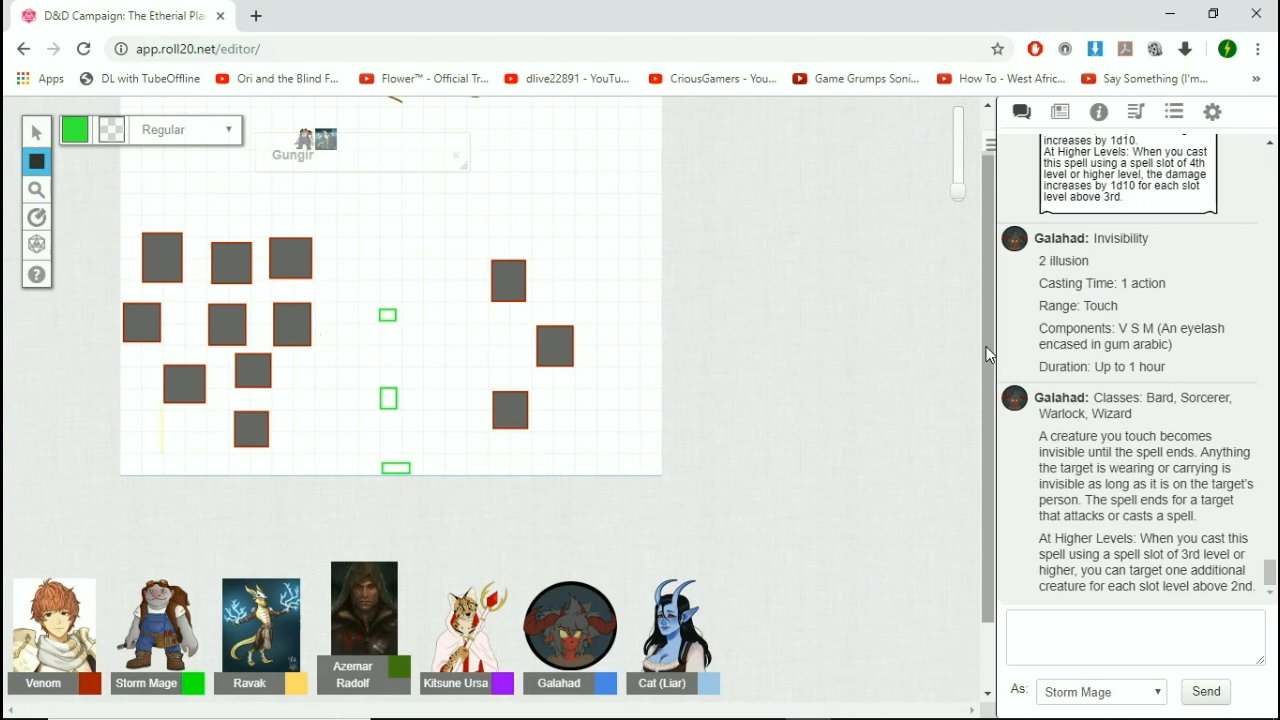 D&D Campaign: The Etherial Pla
app.roll20.net/editor/
Apps
DL with TubeOffline
Ori and the Blind F...
Flower™ - Official Tr...
dlive22891 - YouTu...
CriousGamers - You...
Game Grumps Soni...
How To - West Afric...
Say Something (I'm...
»
Regular
Gungir
increases by 1d10.
At Higher Levels: When you cast
this spell using a spell slot of 4th
level or higher level, the damage
increases by 1d10 for each slot
level above 3rd.
Galahad: Invisibility
2 illusion
Casting Time: 1 action
Range: Touch
Components: V S M (An eyelash
encased in gum arabic)
Duration: Up to 1 hour
Galahad: Classes: Bard, Sorcerer,
Warlock, Wizard
A creature you touch becomes
invisible until the spell ends. Anything
the target is wearing or carrying is
invisible as long as it is on the target's
person. The spell ends for a target
that attacks or casts a spell.
At Higher Levels: When you cast this
spell using a spell slot of 3rd level or
higher, you can target one additional
creature for each slot level above 2nd.
Venom
Storm Mage
Ravak
Azemar
Radolf
Kitsune Ursa
Galahad
Cat (Liar)
As:
Storm Mage
Send